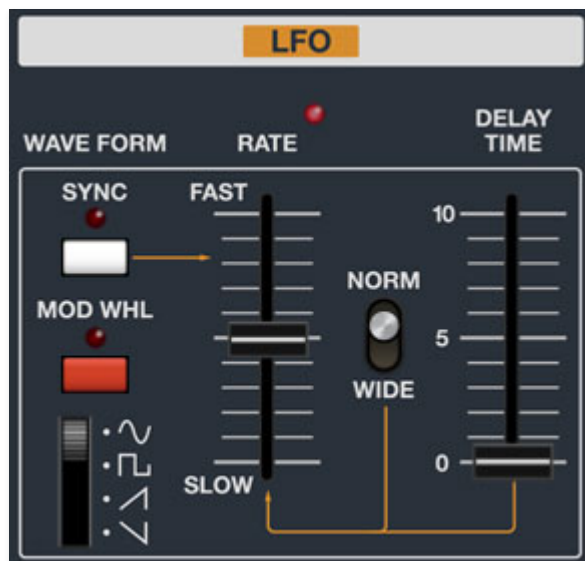 LFO
WAVE FORM
RATE
DELAY
TIME
SYNC
FAST
10
MOD WHL
NORM
5
WIDE
SLOW
0